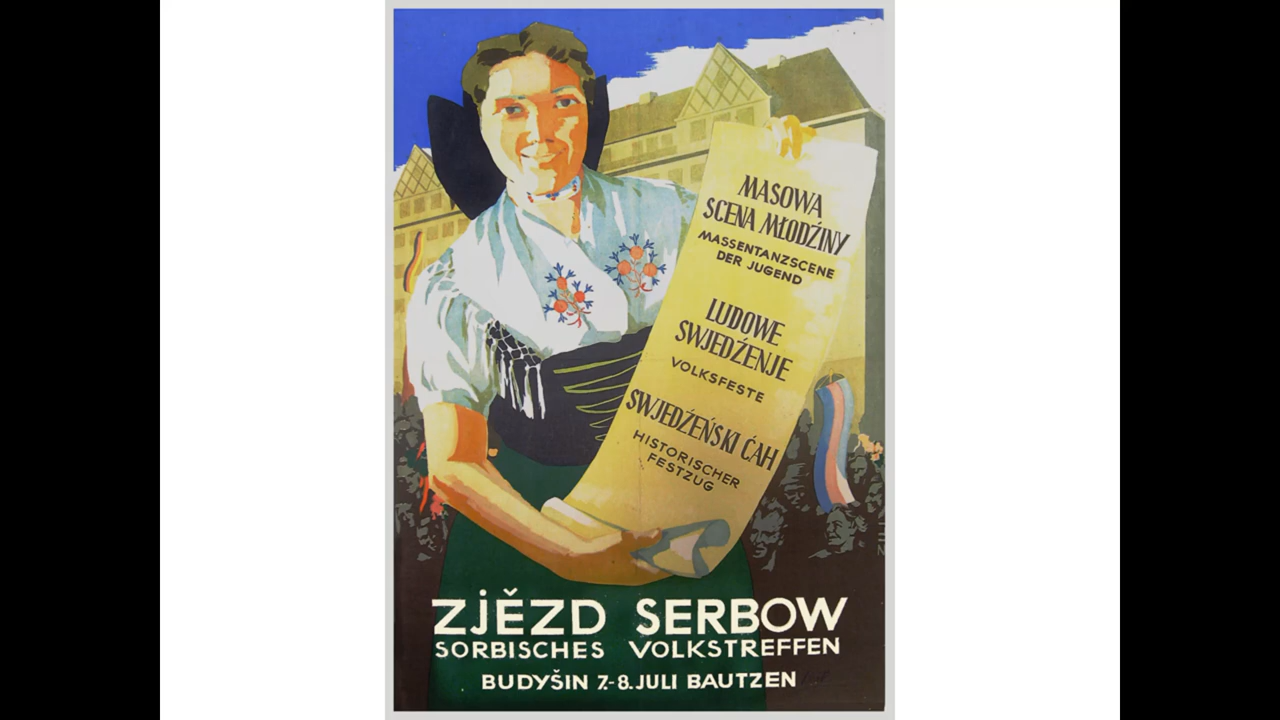 MASOWA
SCENA MŁODŹINY
MASSENTANZSCENE
DER JUGEND
LUDOWE
SWJEDŹENJE
VOLKSFESTE
SWJEDŹEŃSKI ĆAH
HISTORISCHER
FESTZUG
ZJĚZD SERBOW
SORBISCHES VOLKSTREFFEN
BUDYŠIN 7.-8. JULI BAUTZEN